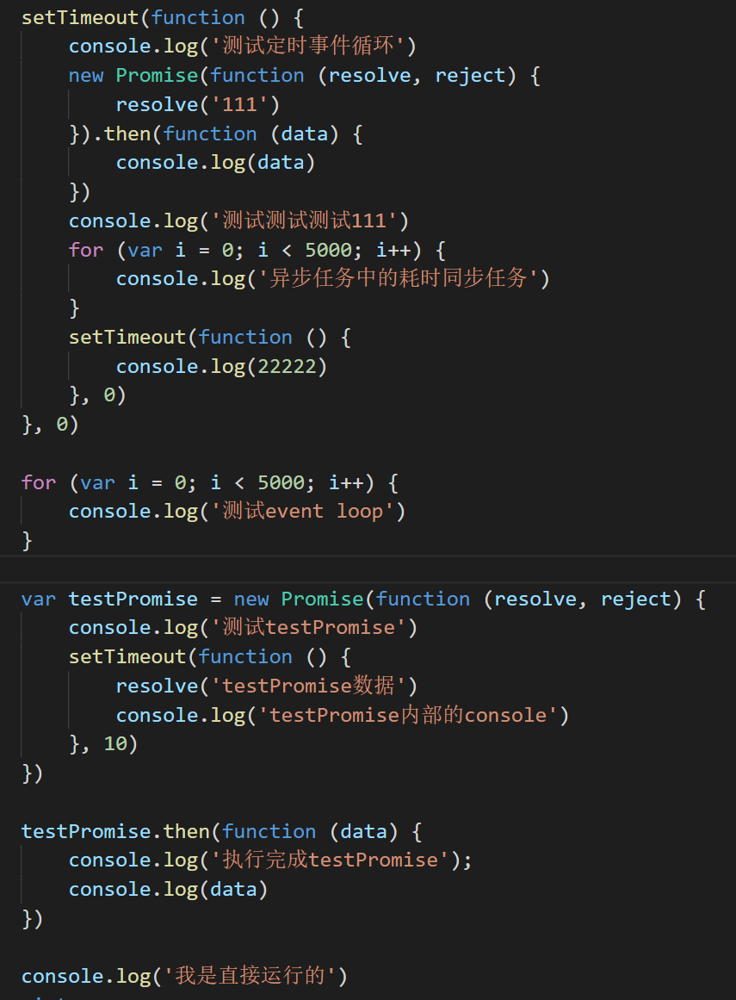 setTimeout(function () {
    console.log('测试定时事件循环')
    new Promise(function (resolve, reject) {
        resolve('111')
    }).then(function (data) {
        console.log(data)
    })
    console.log('测试测试测试111')
    for (var i = 0; i < 5000; i++) {
        console.log('异步任务中的耗时同步任务')
    }
    setTimeout(function () {
        console.log(22222)
    }, 0)
}, 0)

for (var i = 0; i < 5000; i++) {
    console.log('测试event loop')
}

var testPromise = new Promise(function (resolve, reject) {
    console.log('测试testPromise')
    setTimeout(function () {
        resolve('testPromise数据')
        console.log('testPromise内部的console')
    }, 10)
})

testPromise.then(function (data) {
    console.log('执行完成testPromise');
    console.log(data)
})

console.log('我是直接运行的')